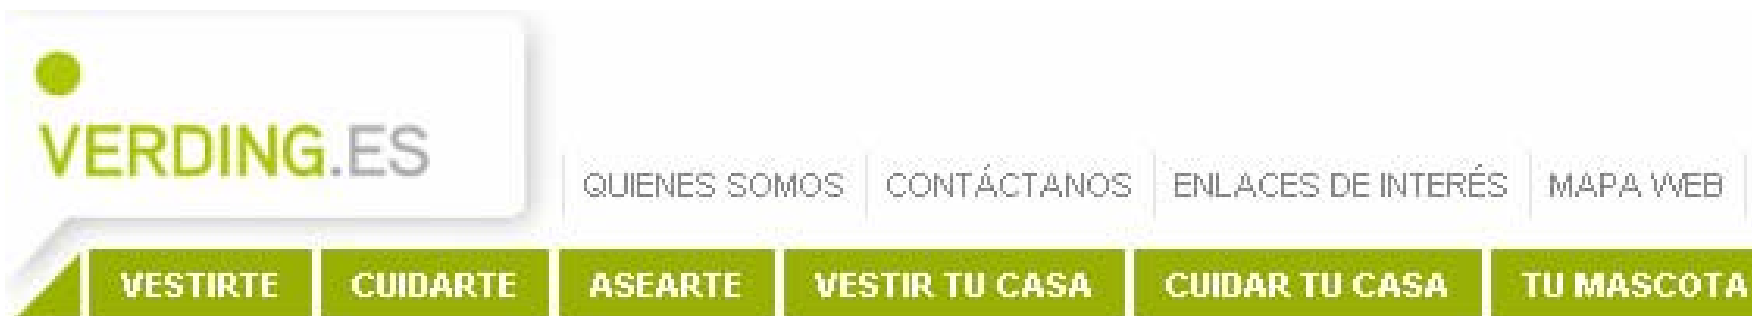 VERDING.ES
QUIENES SOMOS CONTÁCTANOS ENLACES DE INTERÉS MAPA WEB
VESTIRTE CUIDARTE ASEARTE VESTIR TU CASA CUIDAR TU CASA TU MASCOTA